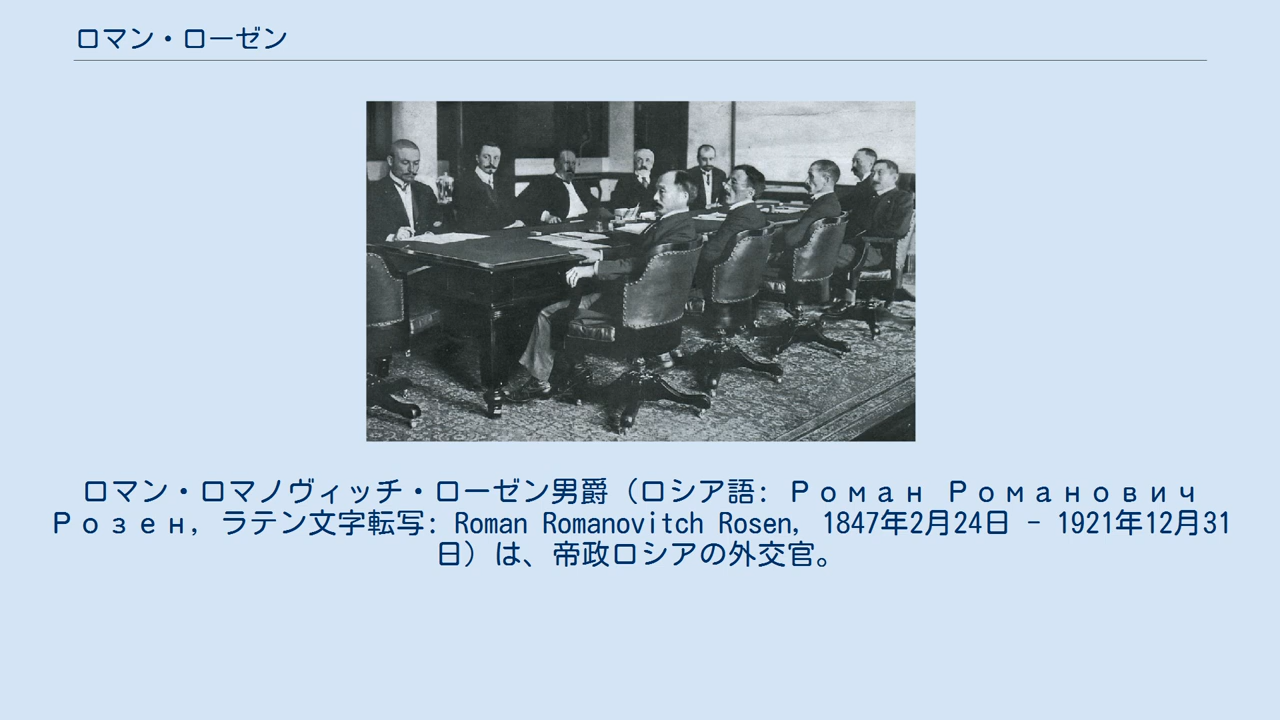 ロマン・ローゼン
ロマン・ロマノヴィッチ・ローゼン男爵（ロシア語: Роман Романович
Розен, ラテン文字転写: Roman Romanovitch Rosen, 1847年2月24日 - 1921年12月31
日）は、帝政ロシアの外交官。